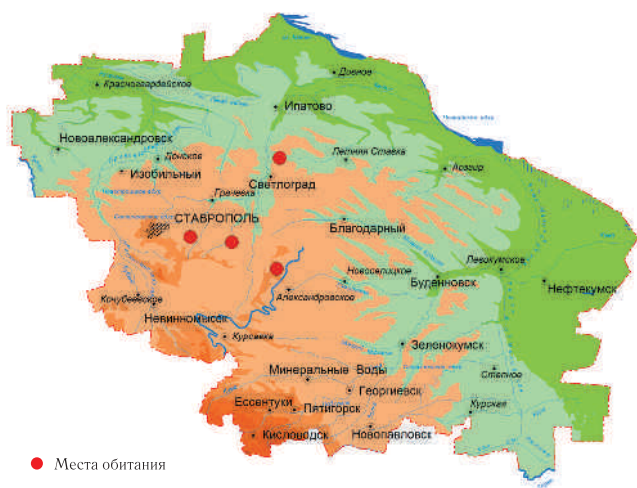 Дивное
Красногвардейское
Ипатово
Новоалександровск
Донское
Летняя Ставка
Изобильный
Светлоград
Арзгир
Грачевка
СТАВРОПОЛЬ
Благодарный
Левокумское
Новоселицкое
Буденновск
Нефтекумск
Кочубеевское
Александровское
Невинномысск
Курсавка
Зеленокумск
Минеральные Воды
Степное
Георгиевск
Ессентуки
Пятигорск
Курская
Кисловодск
Новопавловск
Места обитания